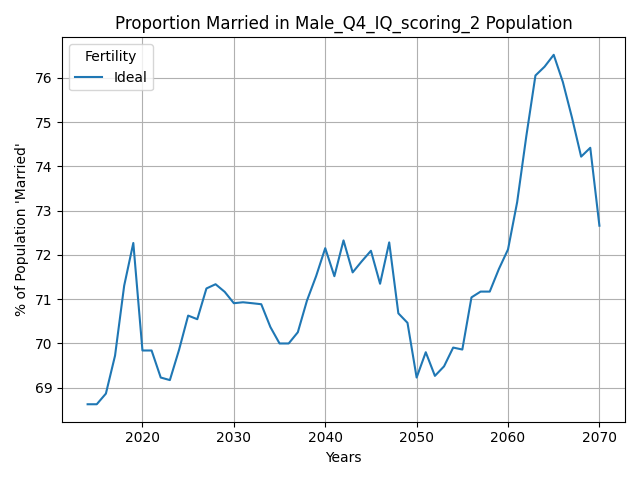 Proportion Married in Male_Q4_IQ_scoring_2 Population
Fertility
Ideal
% of Population 'Married'
76
75
74
73
72
71
70
69
2020
2030
2040
2050
2060
2070
Years